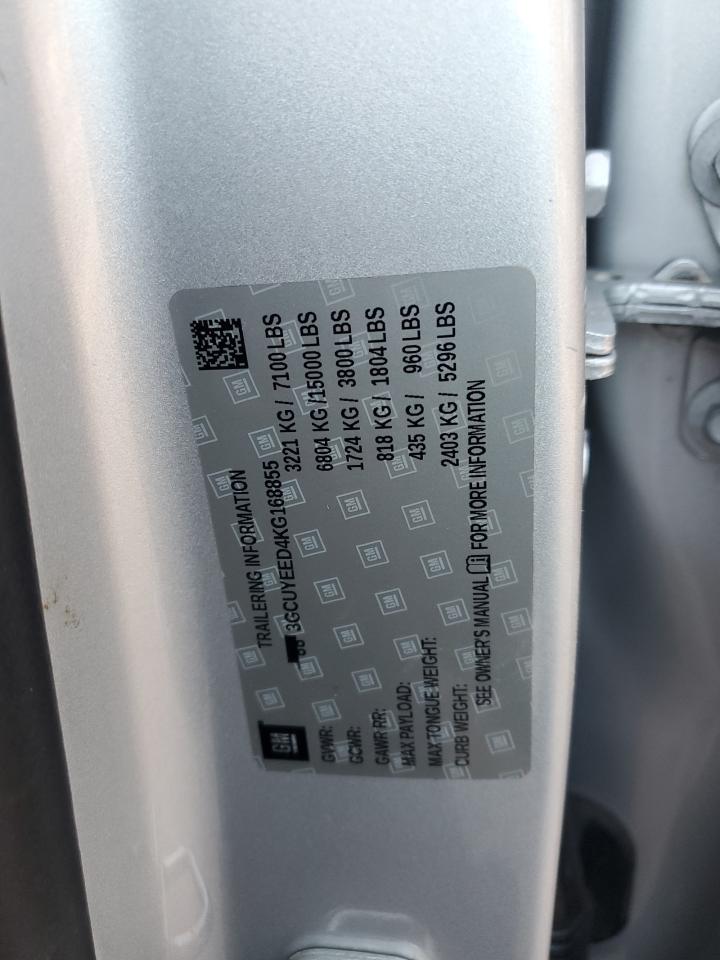 GM
TRAILERING INFORMATION
3GCUYEED4KG168855
GVWR: 3221 KG / 7100 LBS
GCWR: 6804 KG /15000 LBS
GAWR RR: 1724 KG / 3800 LBS
MAX PAYLOAD: 818 KG / 1804 LBS
MAX TONGUE WEIGHT: 435 KG / 960 LBS
CURB WEIGHT: 2403 KG / 5296 LBS
SEE OWNER'S MANUAL FOR MORE INFORMATION